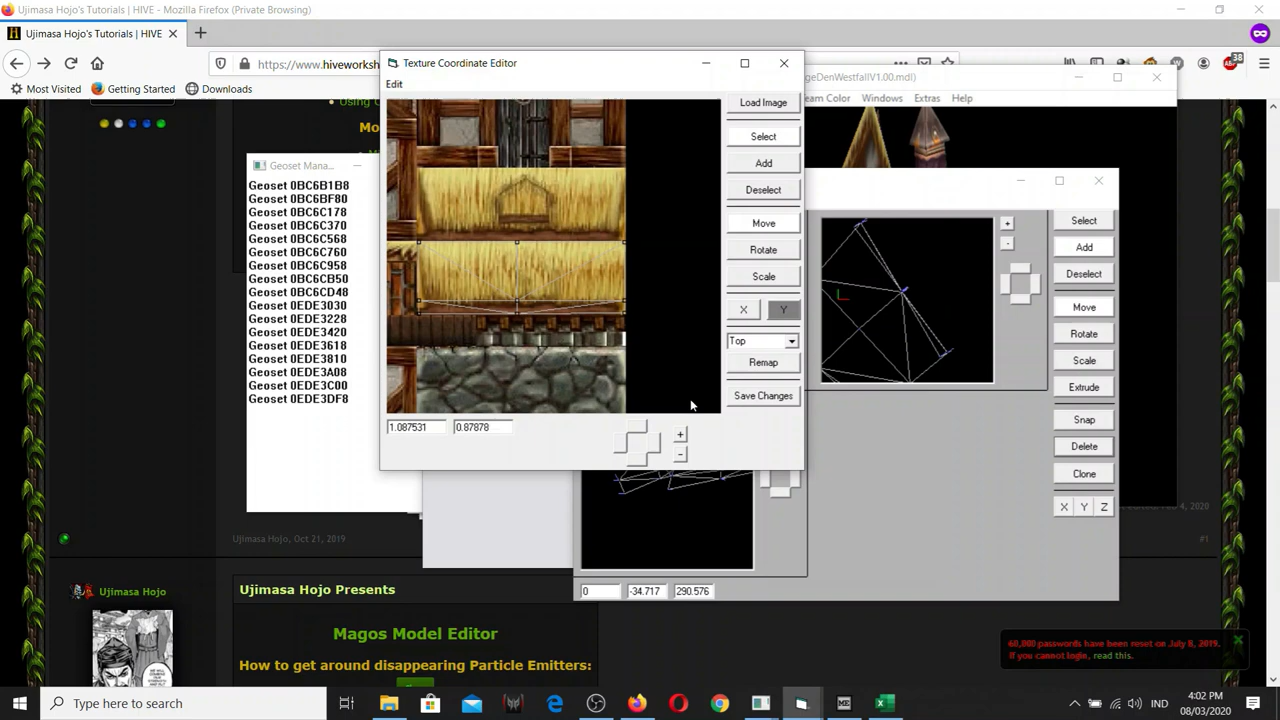 Ujimasa Hojo's Tutorials | HIVE - Mozilla Firefox (Private Browsing)
Ujimasa Hojo's Tutorials | HIVE
https://www.hiveworksh
38
Most Visited
Getting Started
Downloads
Texture Coordinate Editor
Edit
geDenWestfallV1.00.mdl)
eam Color
Windows
Extras
Help
Using
Mo
Geoset Mana...
Geoset 0BC6B1B8
Geoset 0BC6BF80
Geoset 0BC6C178
Geoset 0BC6C370
Geoset 0BC6C568
Geoset 0BC6C760
Geoset 0BC6C958
Geoset 0BC6CB50
Geoset 0BC6CD48
Geoset 0EDE3030
Geoset 0EDE3228
Geoset 0EDE3420
Geoset 0EDE3618
Geoset 0EDE3810
Geoset 0EDE3A08
Geoset 0EDE3C00
Geoset 0EDE3DF8
Load Image
Select
Add
Deselect
Move
Rotate
Scale
X
Y
Top
Remap
Save Changes
1.087531
0.87878
+
-
+
-
Select
Add
Deselect
Move
Rotate
Scale
Extrude
Snap
Delete
Clone
X
Y
Z
0
-34.717
290.576
4, 2020
Ujimasa Hojo, Oct 21, 2019
#1
Ujimasa Hojo
Ujimasa Hojo Presents
Magos Model Editor
How to get around disappearing Particle Emitters:
60,000 passwords have been reset on July 8, 2019.
If you cannot login, read this.
Type here to search
IND
4:02 PM
08/03/2020